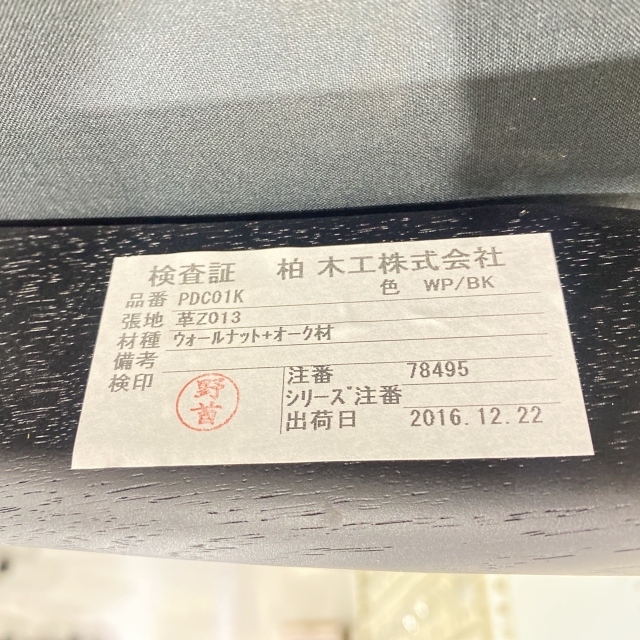 検査証 柏木工株式会社
品番 PDC01K 色 WP/BK
張地 革Z013
材種 ウォールナット+オーク材
備考
検印 注番 78495
シリーズ注番
出荷日 2016.12.22